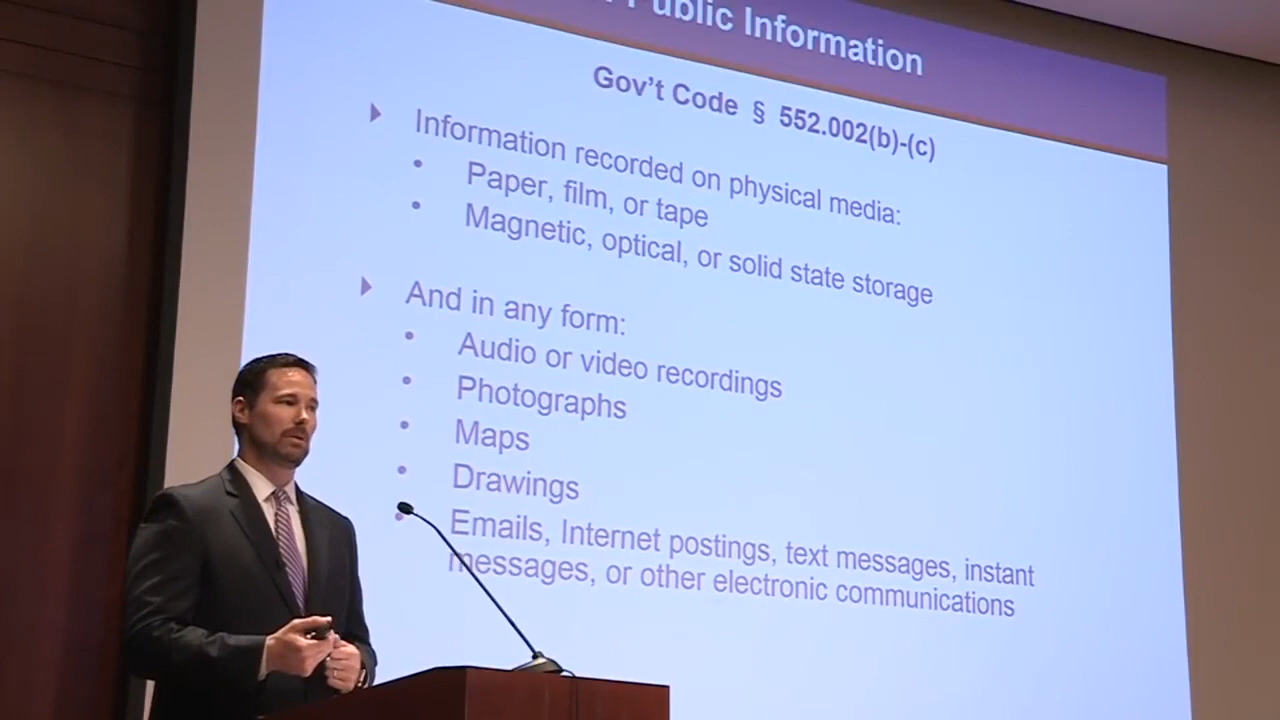 Public Information
Gov't Code § 552.002(b)-(c)
Information recorded on physical media:
• Paper, film, or tape
• Magnetic, optical, or solid state storage
And in any form:
• Audio or video recordings
• Photographs
• Maps
• Drawings
• Emails, Internet postings, text messages, instant
messages, or other electronic communications